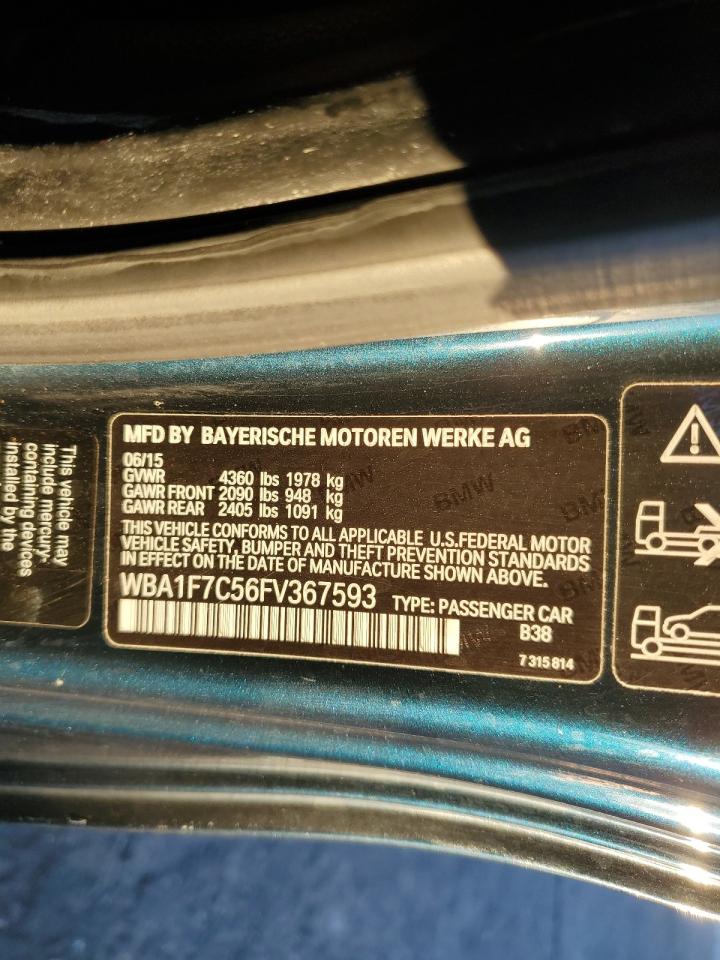 This vehicle may
include mercury-
containing devices
installed by the
MFD BY BAYERISCHE MOTOREN WERKE AG
06/15
GVWR 4360 lbs 1978 kg
GAWR FRONT 2090 lbs 948 kg
GAWR REAR 2405 lbs 1091 kg
THIS VEHICLE CONFORMS TO ALL APPLICABLE U.S.FEDERAL MOTOR
VEHICLE SAFETY, BUMPER AND THEFT PREVENTION STANDARDS
IN EFFECT ON THE DATE OF MANUFACTURE SHOWN ABOVE.
WBA1F7C56FV367593 TYPE: PASSENGER CAR
B38
7 315 814
BMW